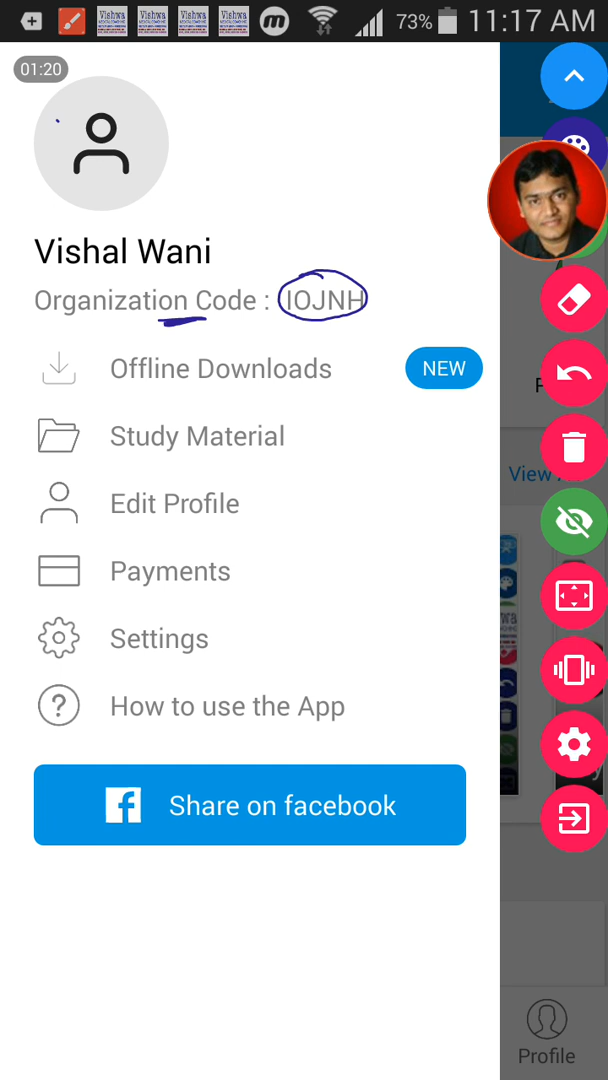 73% 11:17 AM
01:20
Vishal Wani
Organization Code : IOJNH
Offline Downloads NEW
Study Material
View
Edit Profile
Payments
Settings
How to use the App
Share on facebook
Profile